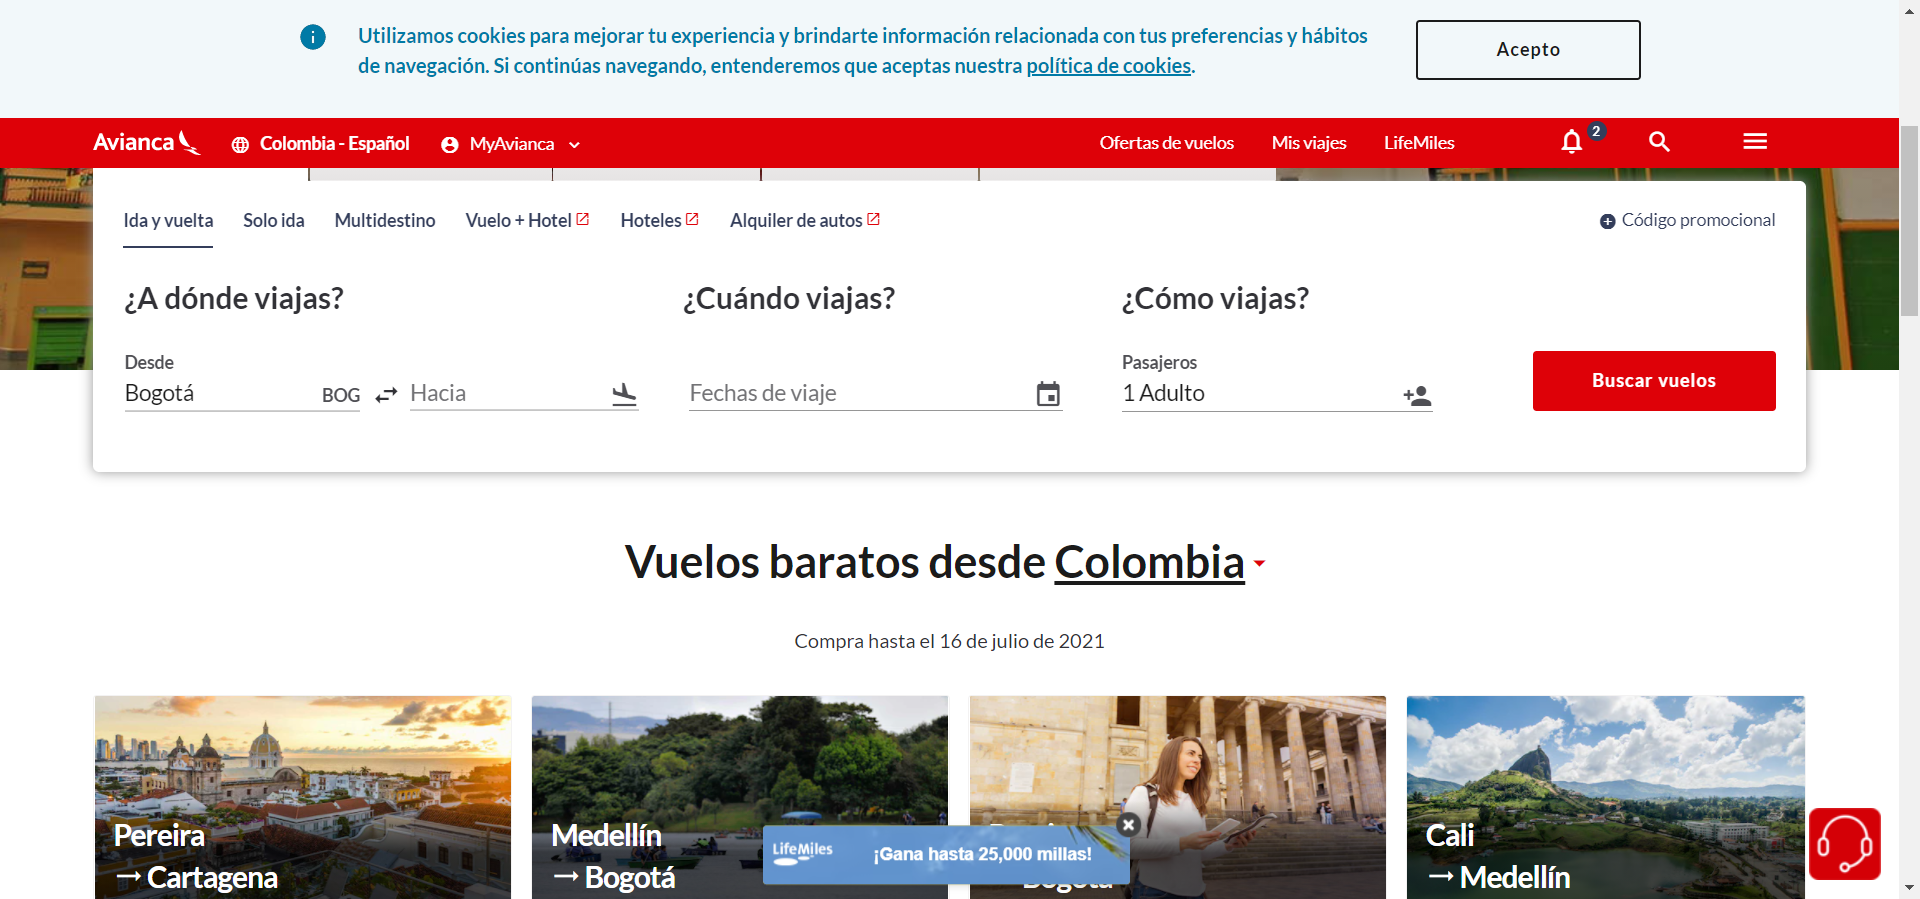 Utilizamos cookies para mejorar tu experiencia y brindarte información relacionada con tus preferencias y hábitos
de navegación. Si continúas navegando, entenderemos que aceptas nuestra política de cookies.
Acepto
Avianca
Colombia - Español
MyAvianca
Ofertas de vuelos
Mis viajes
LifeMiles
2
Ida y vuelta
Solo ida
Multidestino
Vuelo + Hotel
Hoteles
Alquiler de autos
Código promocional
¿A dónde viajas?
¿Cuándo viajas?
¿Cómo viajas?
Desde
Bogotá
BOG
Hacia
Fechas de viaje
Pasajeros
1 Adulto
Buscar vuelos
Vuelos baratos desde Colombia
Compra hasta el 16 de julio de 2021
Pereira
→ Cartagena
Medellín
→ Bogotá
Bogotá
Cali
→ Medellín
LifeMiles
¡Gana hasta 25,000 millas!